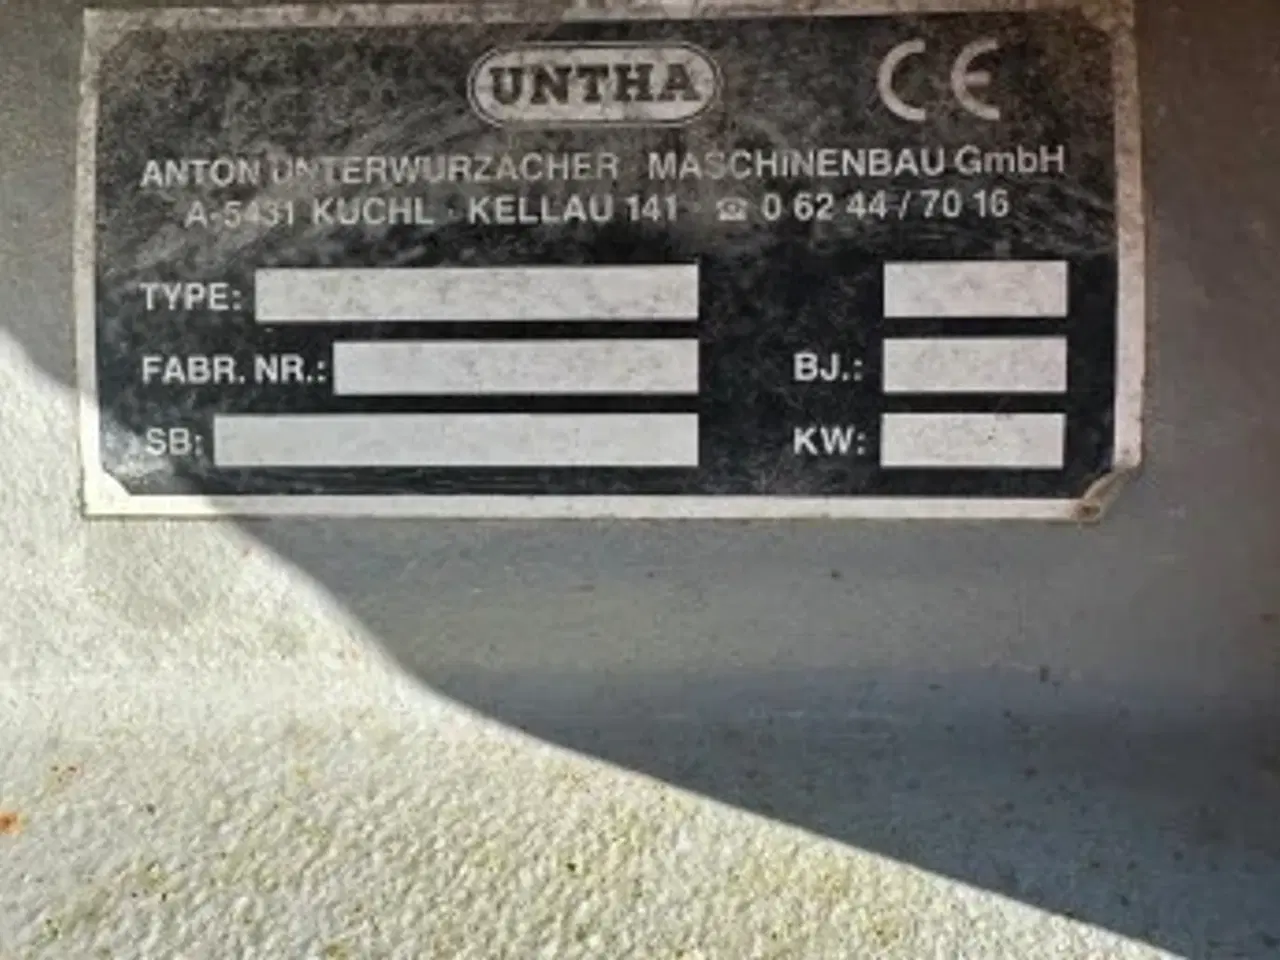 UNTHA CE
ANTON UNTERWURZACHER · MASCHINENBAU GmbH
A-5431 KUCHL · KELLAU 141 · ☎ 0 62 44 / 70 16
TYPE:
FABR. NR.: BJ.:
SB: KW: